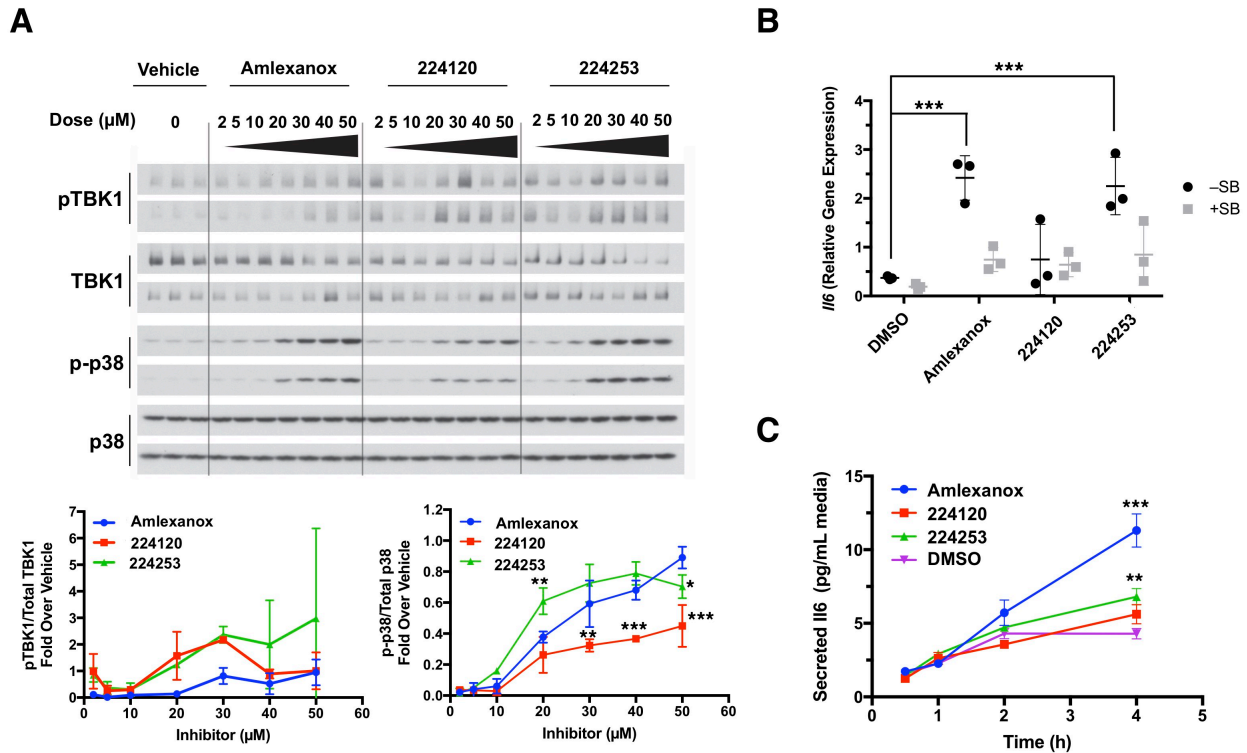 A
Vehicle Amlexanox 224120 224253
Dose (µM) 0 2 5 10 20 30 40 50 2 5 10 20 30 40 50 2 5 10 20 30 40 50
pTBK1
TBK1
p-p38
p38
pTBK1/Total TBK1
Fold Over Vehicle
7
6
5
4
3
2
1
0
Amlexanox
224120
224253
0 10 20 30 40 50 60
Inhibitor (µM)
p-p38/Total p38
Fold Over Vehicle
1.2
1.0
0.8
0.6
0.4
0.2
0.0
Amlexanox
224120
224253
**
**
***
*
***
0 10 20 30 40 50 60
Inhibitor (µM)
B
Il6 (Relative Gene Expression)
4
3
2
1
0
***
***
–SB
+SB
DMSO
Amlexanox
224120
224253
C
Secreted Il6 (pg/mL media)
15
10
5
0
Amlexanox
224120
224253
DMSO
***
**
0 1 2 3 4 5
Time (h)